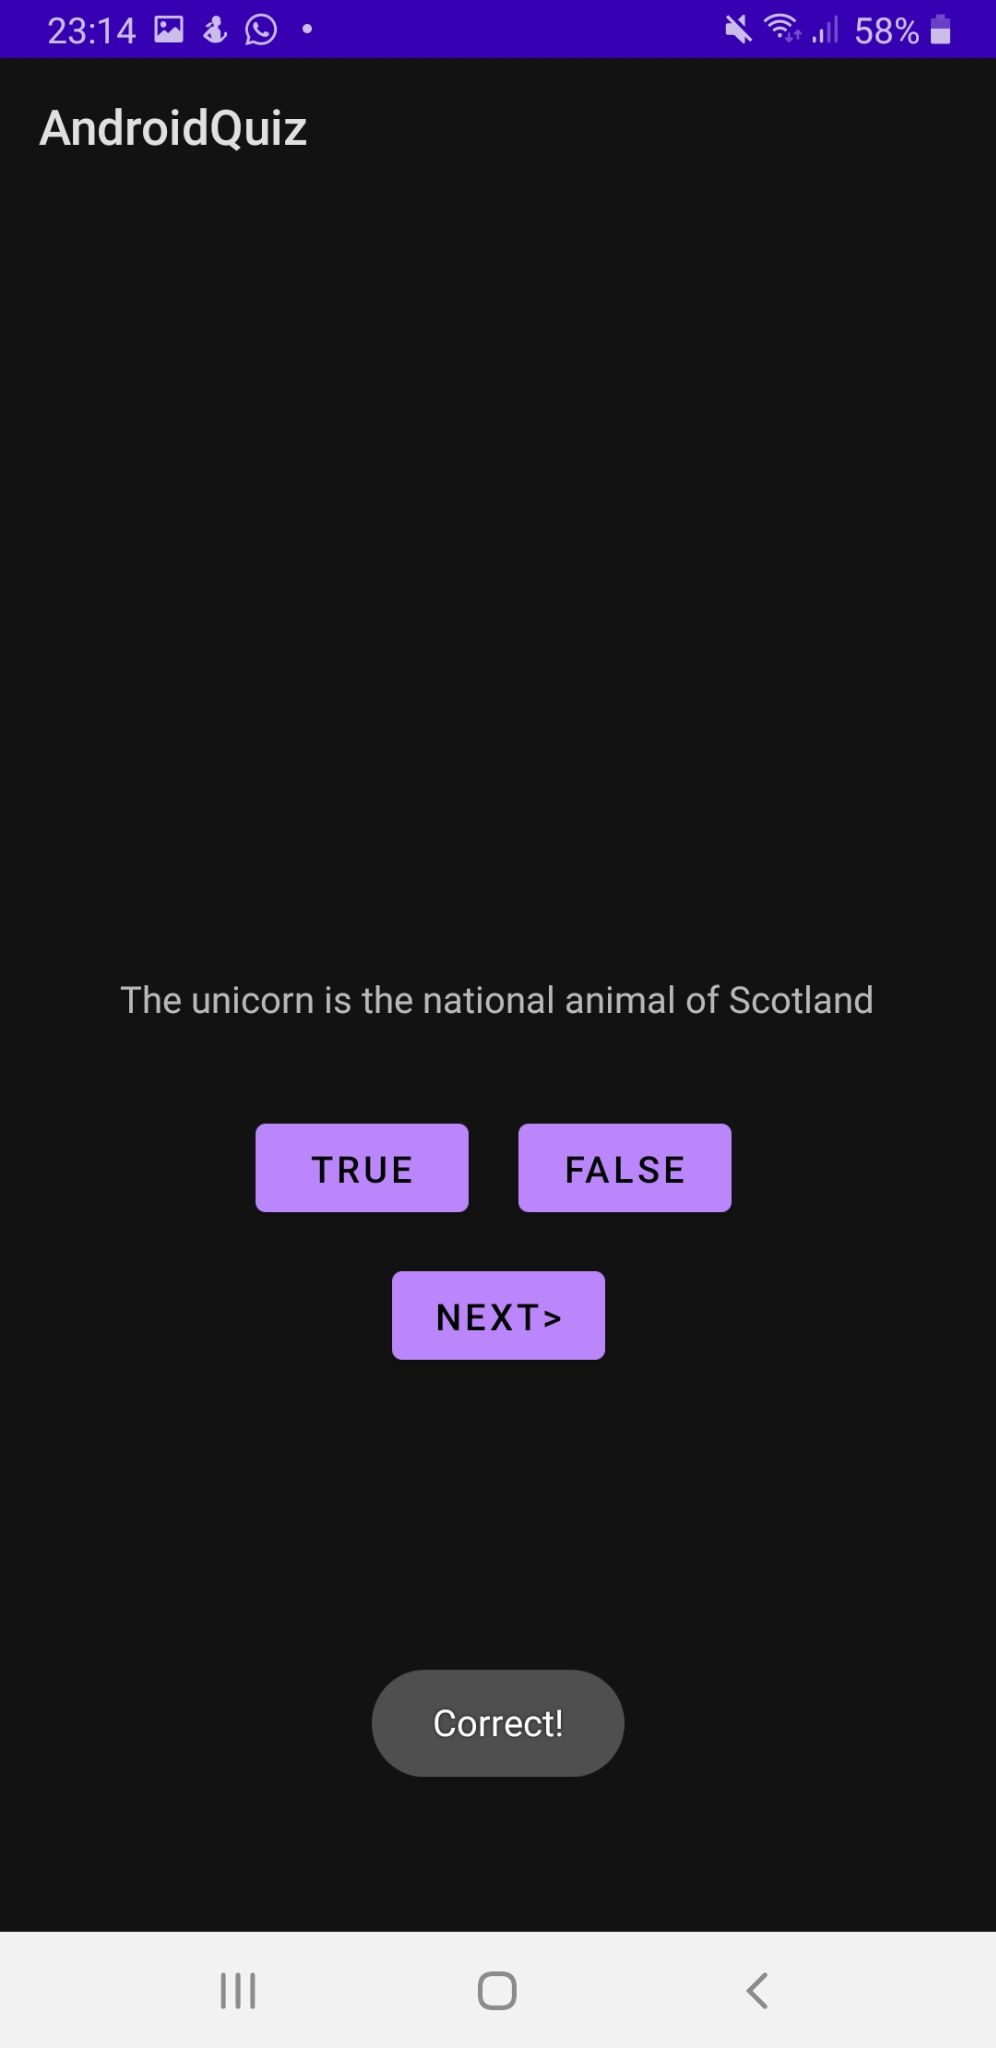 23:14 58%
AndroidQuiz
The unicorn is the national animal of Scotland
TRUE FALSE
NEXT>
Correct!